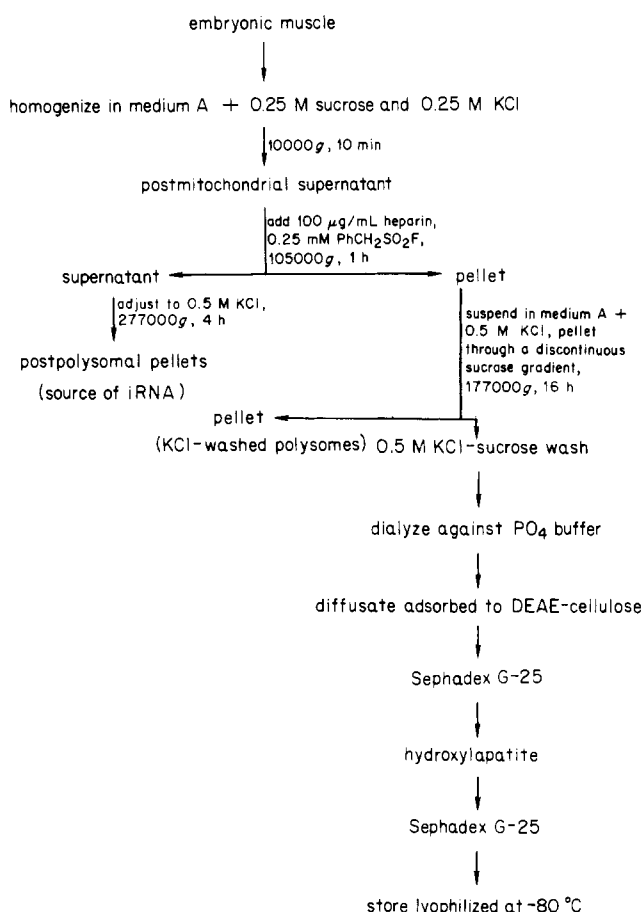 embryonic muscle
homogenize in medium A + 0.25 M sucrose and 0.25 M KCl
10000g, 10 min
postmitochondrial supernatant
add 100 μg/mL heparin,
0.25 mM PhCH2SO2F,
105000g, 1 h
supernatant
adjust to 0.5 M KCl,
277000g, 4 h
postpolysomal pellets
(source of iRNA)
pellet
suspend in medium A +
0.5 M KCl, pellet
through a discontinuous
sucrase gradient,
177000g, 16 h
pellet
(KCl-washed polysomes)
0.5 M KCl-sucrose wash
dialyze against PO4 buffer
diffusate adsorbed to DEAE-cellulose
Sephadex G-25
hydroxylapatite
Sephadex G-25
store lyophilized at -80 °C